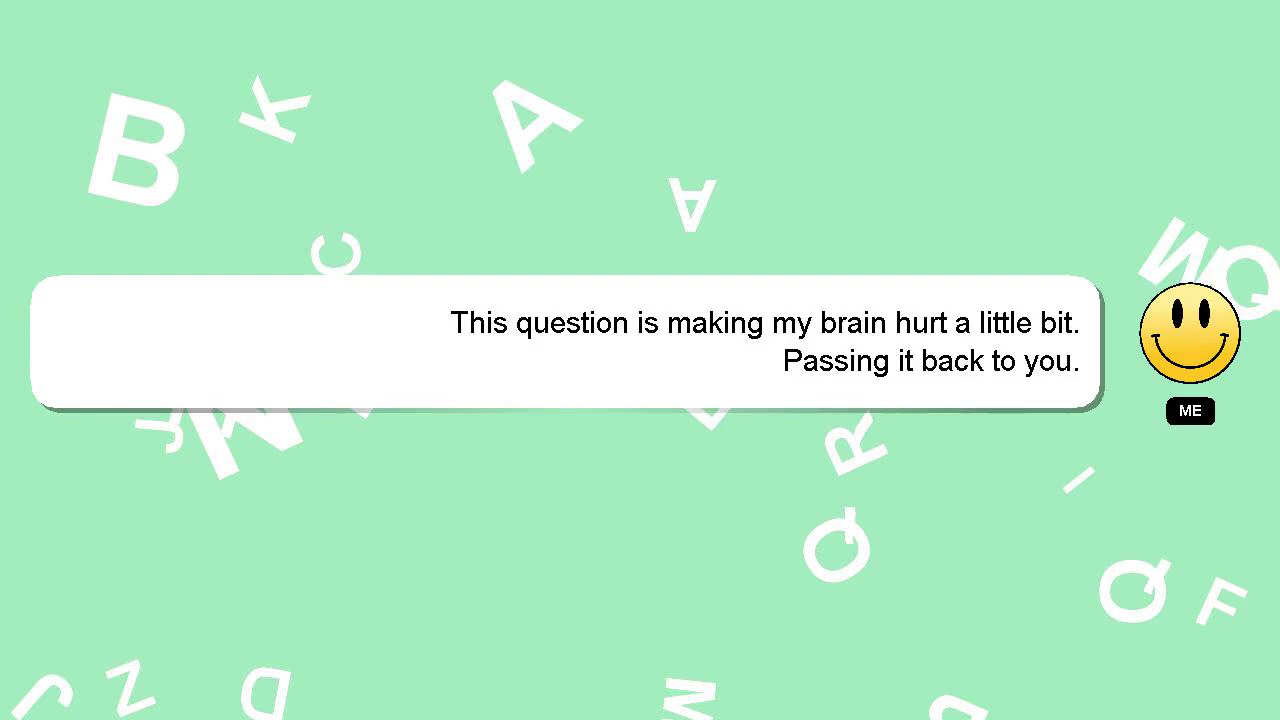 This question is making my brain hurt a little bit.
Passing it back to you.
ME
B
K
A
A
C
M
Q
N
R
I
Q
Q
F
J
Z
D
M